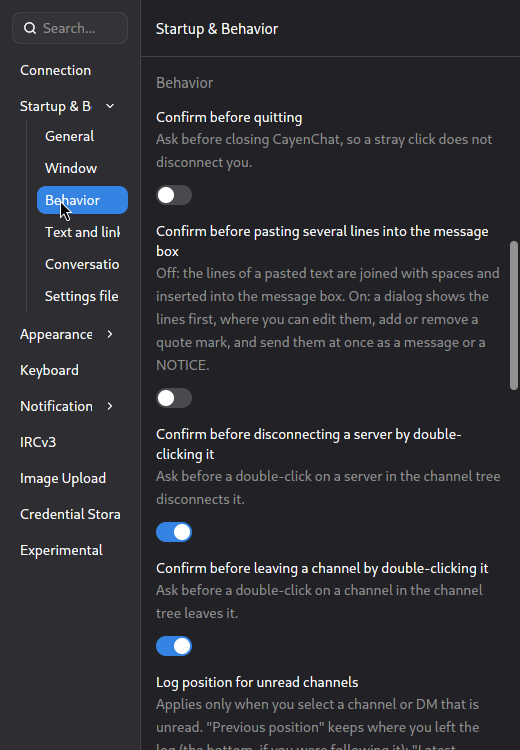 Search...
Connection
Startup & B
General
Window
Behavior
Text and link
Conversatio
Settings file
Appearance
Keyboard
Notification
IRCv3
Image Upload
Credential Stora
Experimental
Startup & Behavior
Behavior
Confirm before quitting
Ask before closing CayenChat, so a stray click does not
disconnect you.
Confirm before pasting several lines into the message
box
Off: the lines of a pasted text are joined with spaces and
inserted into the message box. On: a dialog shows the
lines first, where you can edit them, add or remove a
quote mark, and send them at once as a message or a
NOTICE.
Confirm before disconnecting a server by double-
clicking it
Ask before a double-click on a server in the channel tree
disconnects it.
Confirm before leaving a channel by double-clicking it
Ask before a double-click on a channel in the channel
tree leaves it.
Log position for unread channels
Applies only when you select a channel or DM that is
unread. "Previous position" keeps where you left the
log (the bottom, if you were following it); "Latest